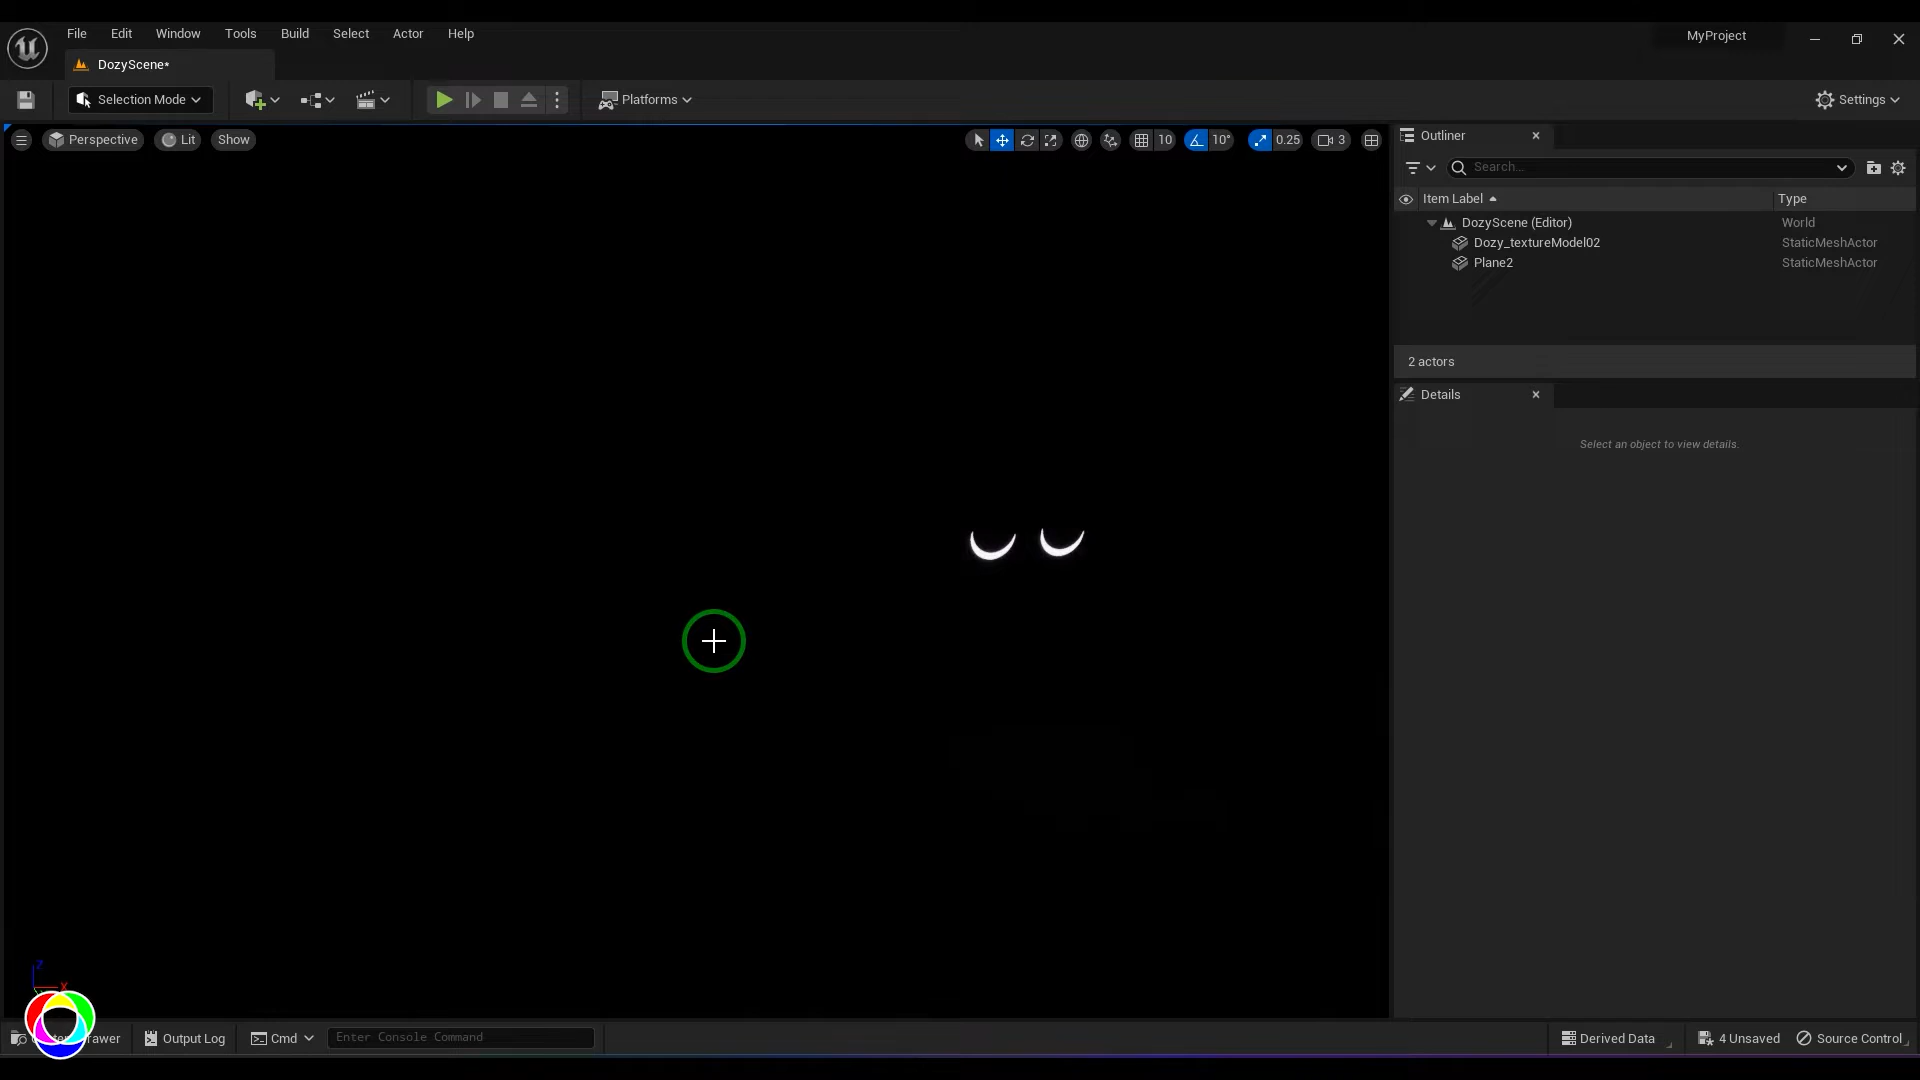 File Edit Window Tools Build Select Actor Help
MyProject
DozyScene*
Selection Mode
Platforms
Settings
Perspective Lit Show
10 10° 0.25 3
Outliner
Search...
Item Label Type
DozyScene (Editor) World
Dozy_textureModel02 StaticMeshActor
Plane2 StaticMeshActor
2 actors
Details
Select an object to view details.
Z
X
Output Log Cmd Enter Console Command Derived Data 4 Unsaved Source Control